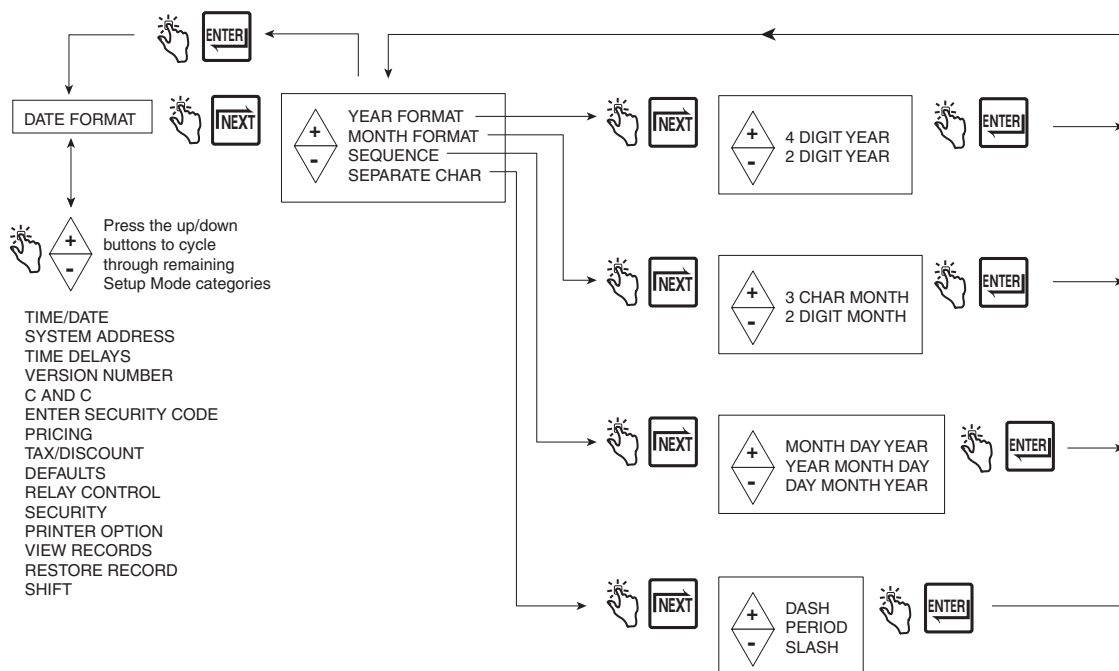 ENTER
DATE FORMAT
NEXT
+
-
YEAR FORMAT
MONTH FORMAT
SEQUENCE
SEPARATE CHAR
NEXT
+
-
4 DIGIT YEAR
2 DIGIT YEAR
ENTER
+
-
Press the up/down
buttons to cycle
through remaining
Setup Mode categories
TIME/DATE
SYSTEM ADDRESS
TIME DELAYS
VERSION NUMBER
C AND C
ENTER SECURITY CODE
PRICING
TAX/DISCOUNT
DEFAULTS
RELAY CONTROL
SECURITY
PRINTER OPTION
VIEW RECORDS
RESTORE RECORD
SHIFT
NEXT
+
-
3 CHAR MONTH
2 DIGIT MONTH
ENTER
NEXT
+
-
MONTH DAY YEAR
YEAR MONTH DAY
DAY MONTH YEAR
ENTER
NEXT
+
-
DASH
PERIOD
SLASH
ENTER